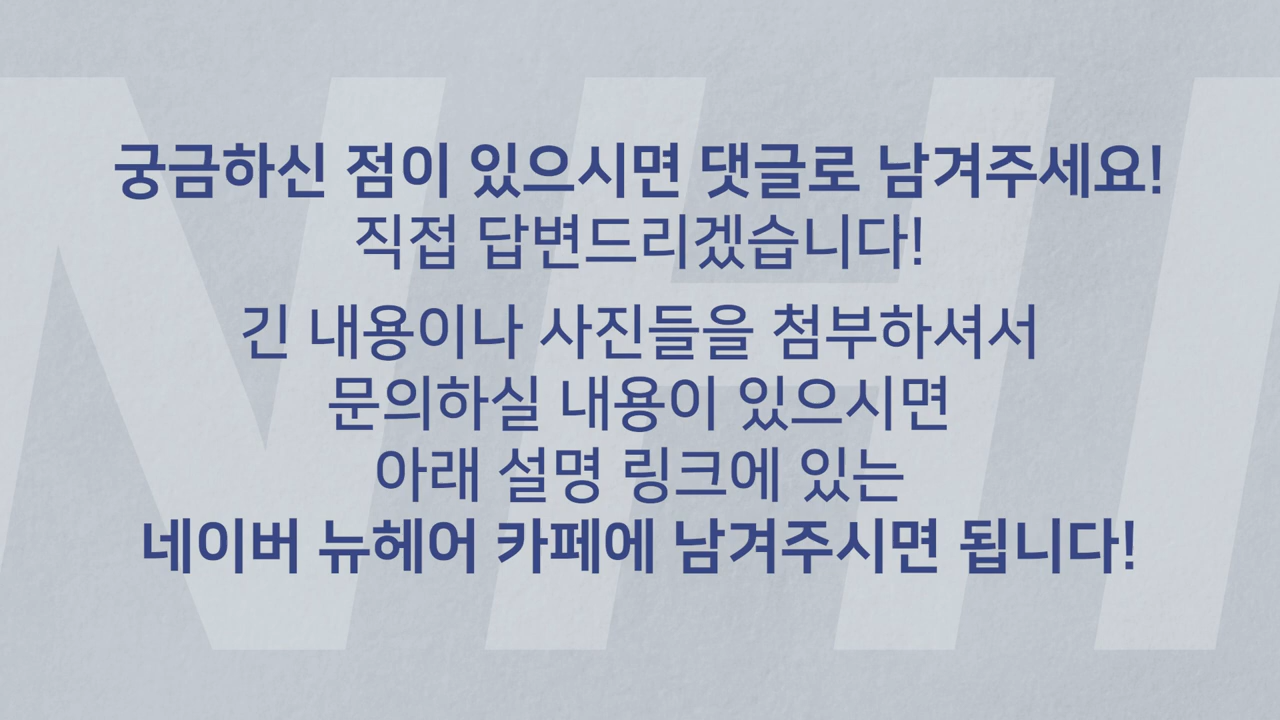 궁금하신 점이 있으시면 댓글로 남겨주세요!
직접 답변드리겠습니다!
긴 내용이나 사진들을 첨부하셔서
문의하실 내용이 있으시면
아래 설명 링크에 있는
네이버 뉴헤어 카페에 남겨주시면 됩니다!